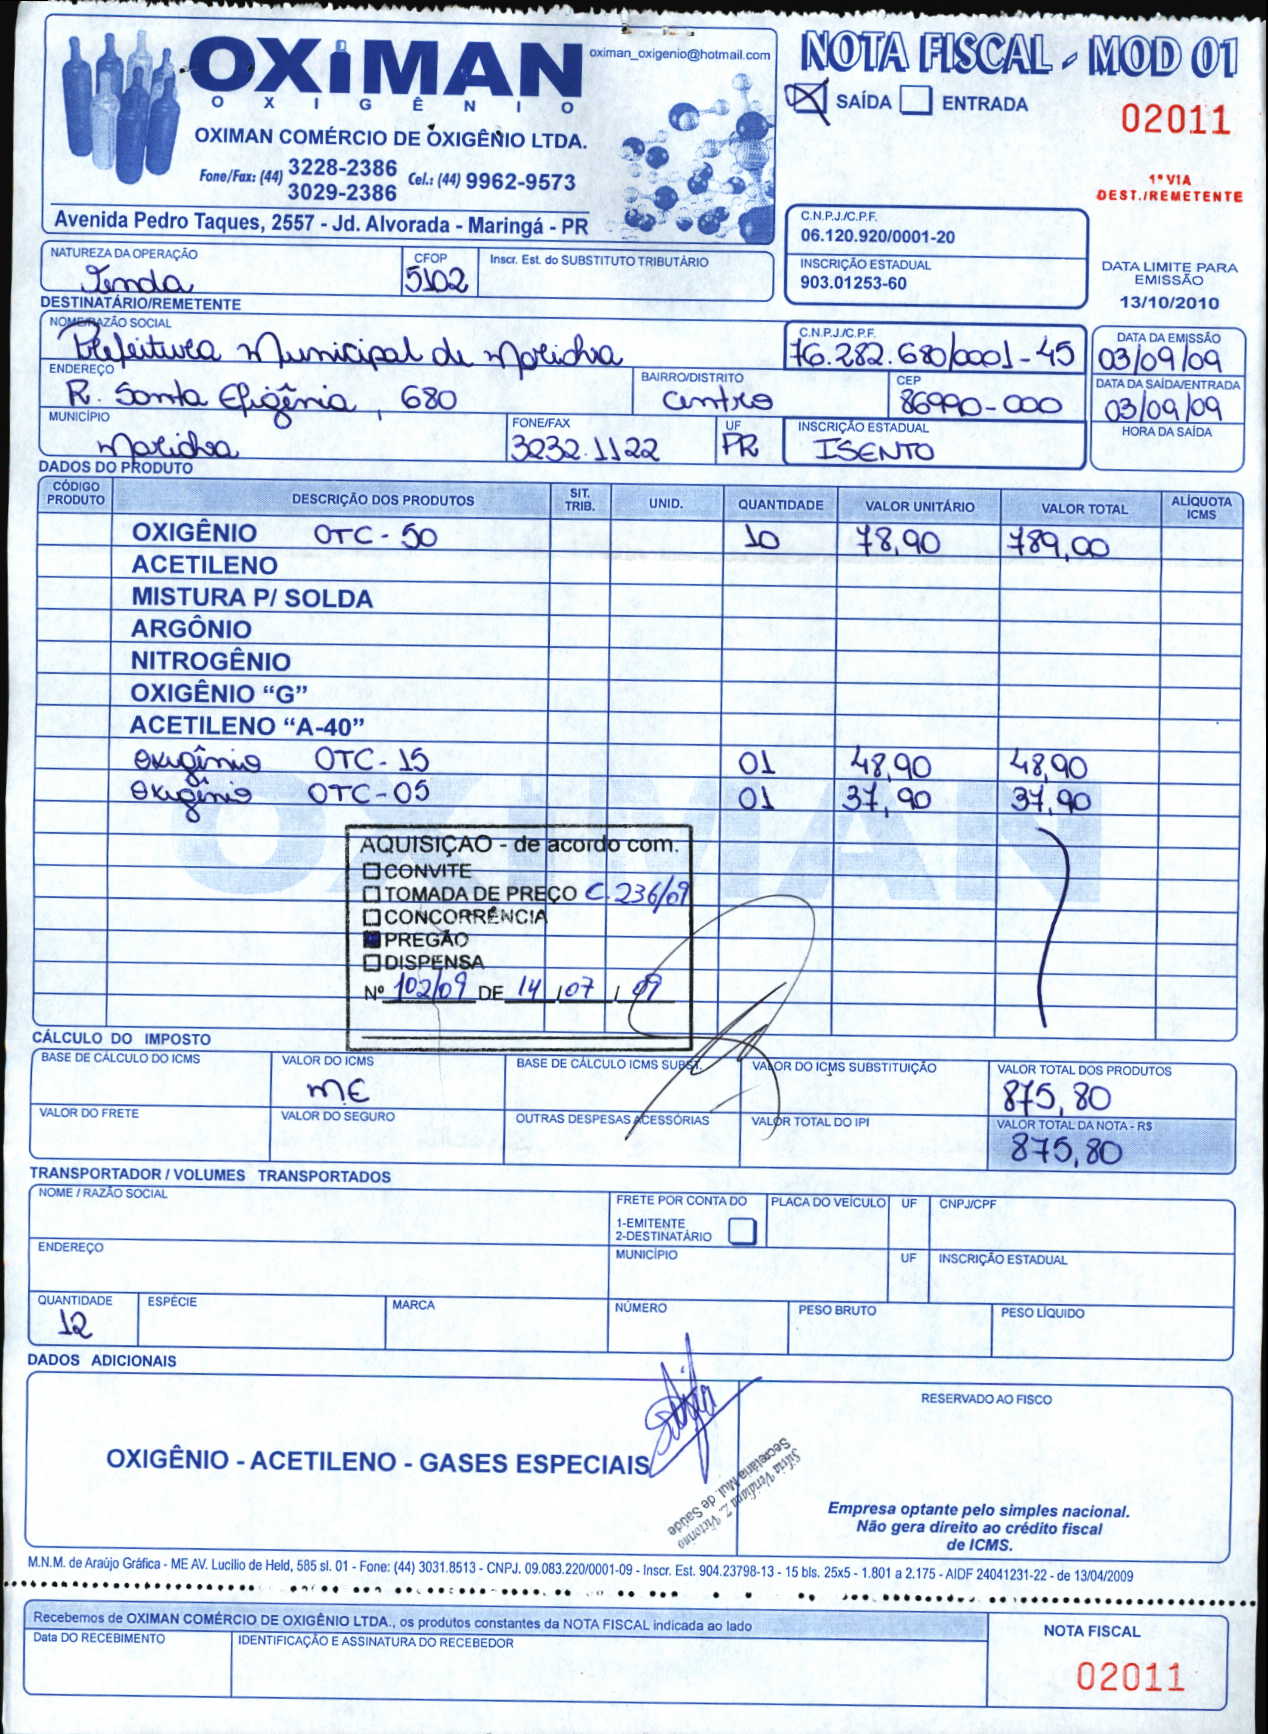 OXIMAN
OXIGÊNIO
oximan_oxigenio@hotmail.com
OXIMAN COMÉRCIO DE OXIGÊNIO LTDA.
Fone/Fax: (44) 3228-2386
3029-2386
Cel.: (44) 9962-9573
Avenida Pedro Taques, 2557 - Jd. Alvorada - Maringá - PR
NOTA FISCAL - MOD 01
SAÍDA ENTRADA
02011
1ª VIA
DEST./REMETENTE
C.N.P.J./C.P.F.
06.120.920/0001-20
INSCRIÇÃO ESTADUAL
903.01253-60
DATA LIMITE PARA
EMISSÃO
13/10/2010
NATUREZA DA OPERAÇÃO
Venda
CFOP
5102
Inscr. Est. do SUBSTITUTO TRIBUTÁRIO
DESTINATÁRIO/REMETENTE
NOME/RAZÃO SOCIAL
Prefeitura Municipal de Marialva
C.N.P.J./C.P.F.
76.282.680/0001-45
DATA DA EMISSÃO
03/09/09
ENDEREÇO
R. Santa Efigênia, 680
BAIRRO/DISTRITO
Centro
CEP
86990-000
DATA DA SAÍDA/ENTRADA
03/09/09
MUNICÍPIO
Marialva
FONE/FAX
3232.1122
UF
PR
INSCRIÇÃO ESTADUAL
ISENTO
HORA DA SAÍDA
DADOS DO PRODUTO
CÓDIGO PRODUTO DESCRIÇÃO DOS PRODUTOS SIT. TRIB. UNID. QUANTIDADE VALOR UNITÁRIO VALOR TOTAL ALÍQUOTA ICMS
OXIGÊNIO OTC-50 10 78,90 789,00
ACETILENO
MISTURA P/ SOLDA
ARGÔNIO
NITROGÊNIO
OXIGÊNIO “G”
ACETILENO “A-40”
Oxigênio OTC-15 01 48,90 48,90
Oxigênio OTC-05 01 37,90 37,90
OXIMAN
AQUISIÇÃO - de acordo com:
CONVITE
TOMADA DE PREÇO C. 236/09
CONCORRÊNCIA
PREGÃO
DISPENSA
Nº 102/09 DE 14/07/09
CÁLCULO DO IMPOSTO
BASE DE CÁLCULO DO ICMS
VALOR DO ICMS
ME
BASE DE CÁLCULO ICMS SUBST.
VALOR DO ICMS SUBSTITUIÇÃO
VALOR TOTAL DOS PRODUTOS
875,80
VALOR DO FRETE
VALOR DO SEGURO
OUTRAS DESPESAS ACESSÓRIAS
VALOR TOTAL DO IPI
VALOR TOTAL DA NOTA - R$
875,80
TRANSPORTADOR / VOLUMES TRANSPORTADOS
NOME / RAZÃO SOCIAL
FRETE POR CONTA DO
1-EMITENTE
2-DESTINATÁRIO
PLACA DO VEÍCULO
UF
CNPJ/CPF
ENDEREÇO
MUNICÍPIO
UF
INSCRIÇÃO ESTADUAL
QUANTIDADE
12
ESPÉCIE
MARCA
NÚMERO
PESO BRUTO
PESO LÍQUIDO
DADOS ADICIONAIS
OXIGÊNIO - ACETILENO - GASES ESPECIAIS
Secretária Mul. de Saúde
RESERVADO AO FISCO
Empresa optante pelo simples nacional.
Não gera direito ao crédito fiscal
de ICMS.
M.N.M. de Araújo Gráfica - ME AV. Lucílio de Held, 585 sl. 01 - Fone: (44) 3031.8513 - CNPJ. 09.083.220/0001-09 - Inscr. Est. 904.23798-13 - 15 bls. 25x5 - 1.801 a 2.175 - AIDF 24041231-22 - de 13/04/2009
Recebemos de OXIMAN COMÉRCIO DE OXIGÊNIO LTDA., os produtos constantes da NOTA FISCAL indicada ao lado
Data DO RECEBIMENTO
IDENTIFICAÇÃO E ASSINATURA DO RECEBEDOR
NOTA FISCAL
02011